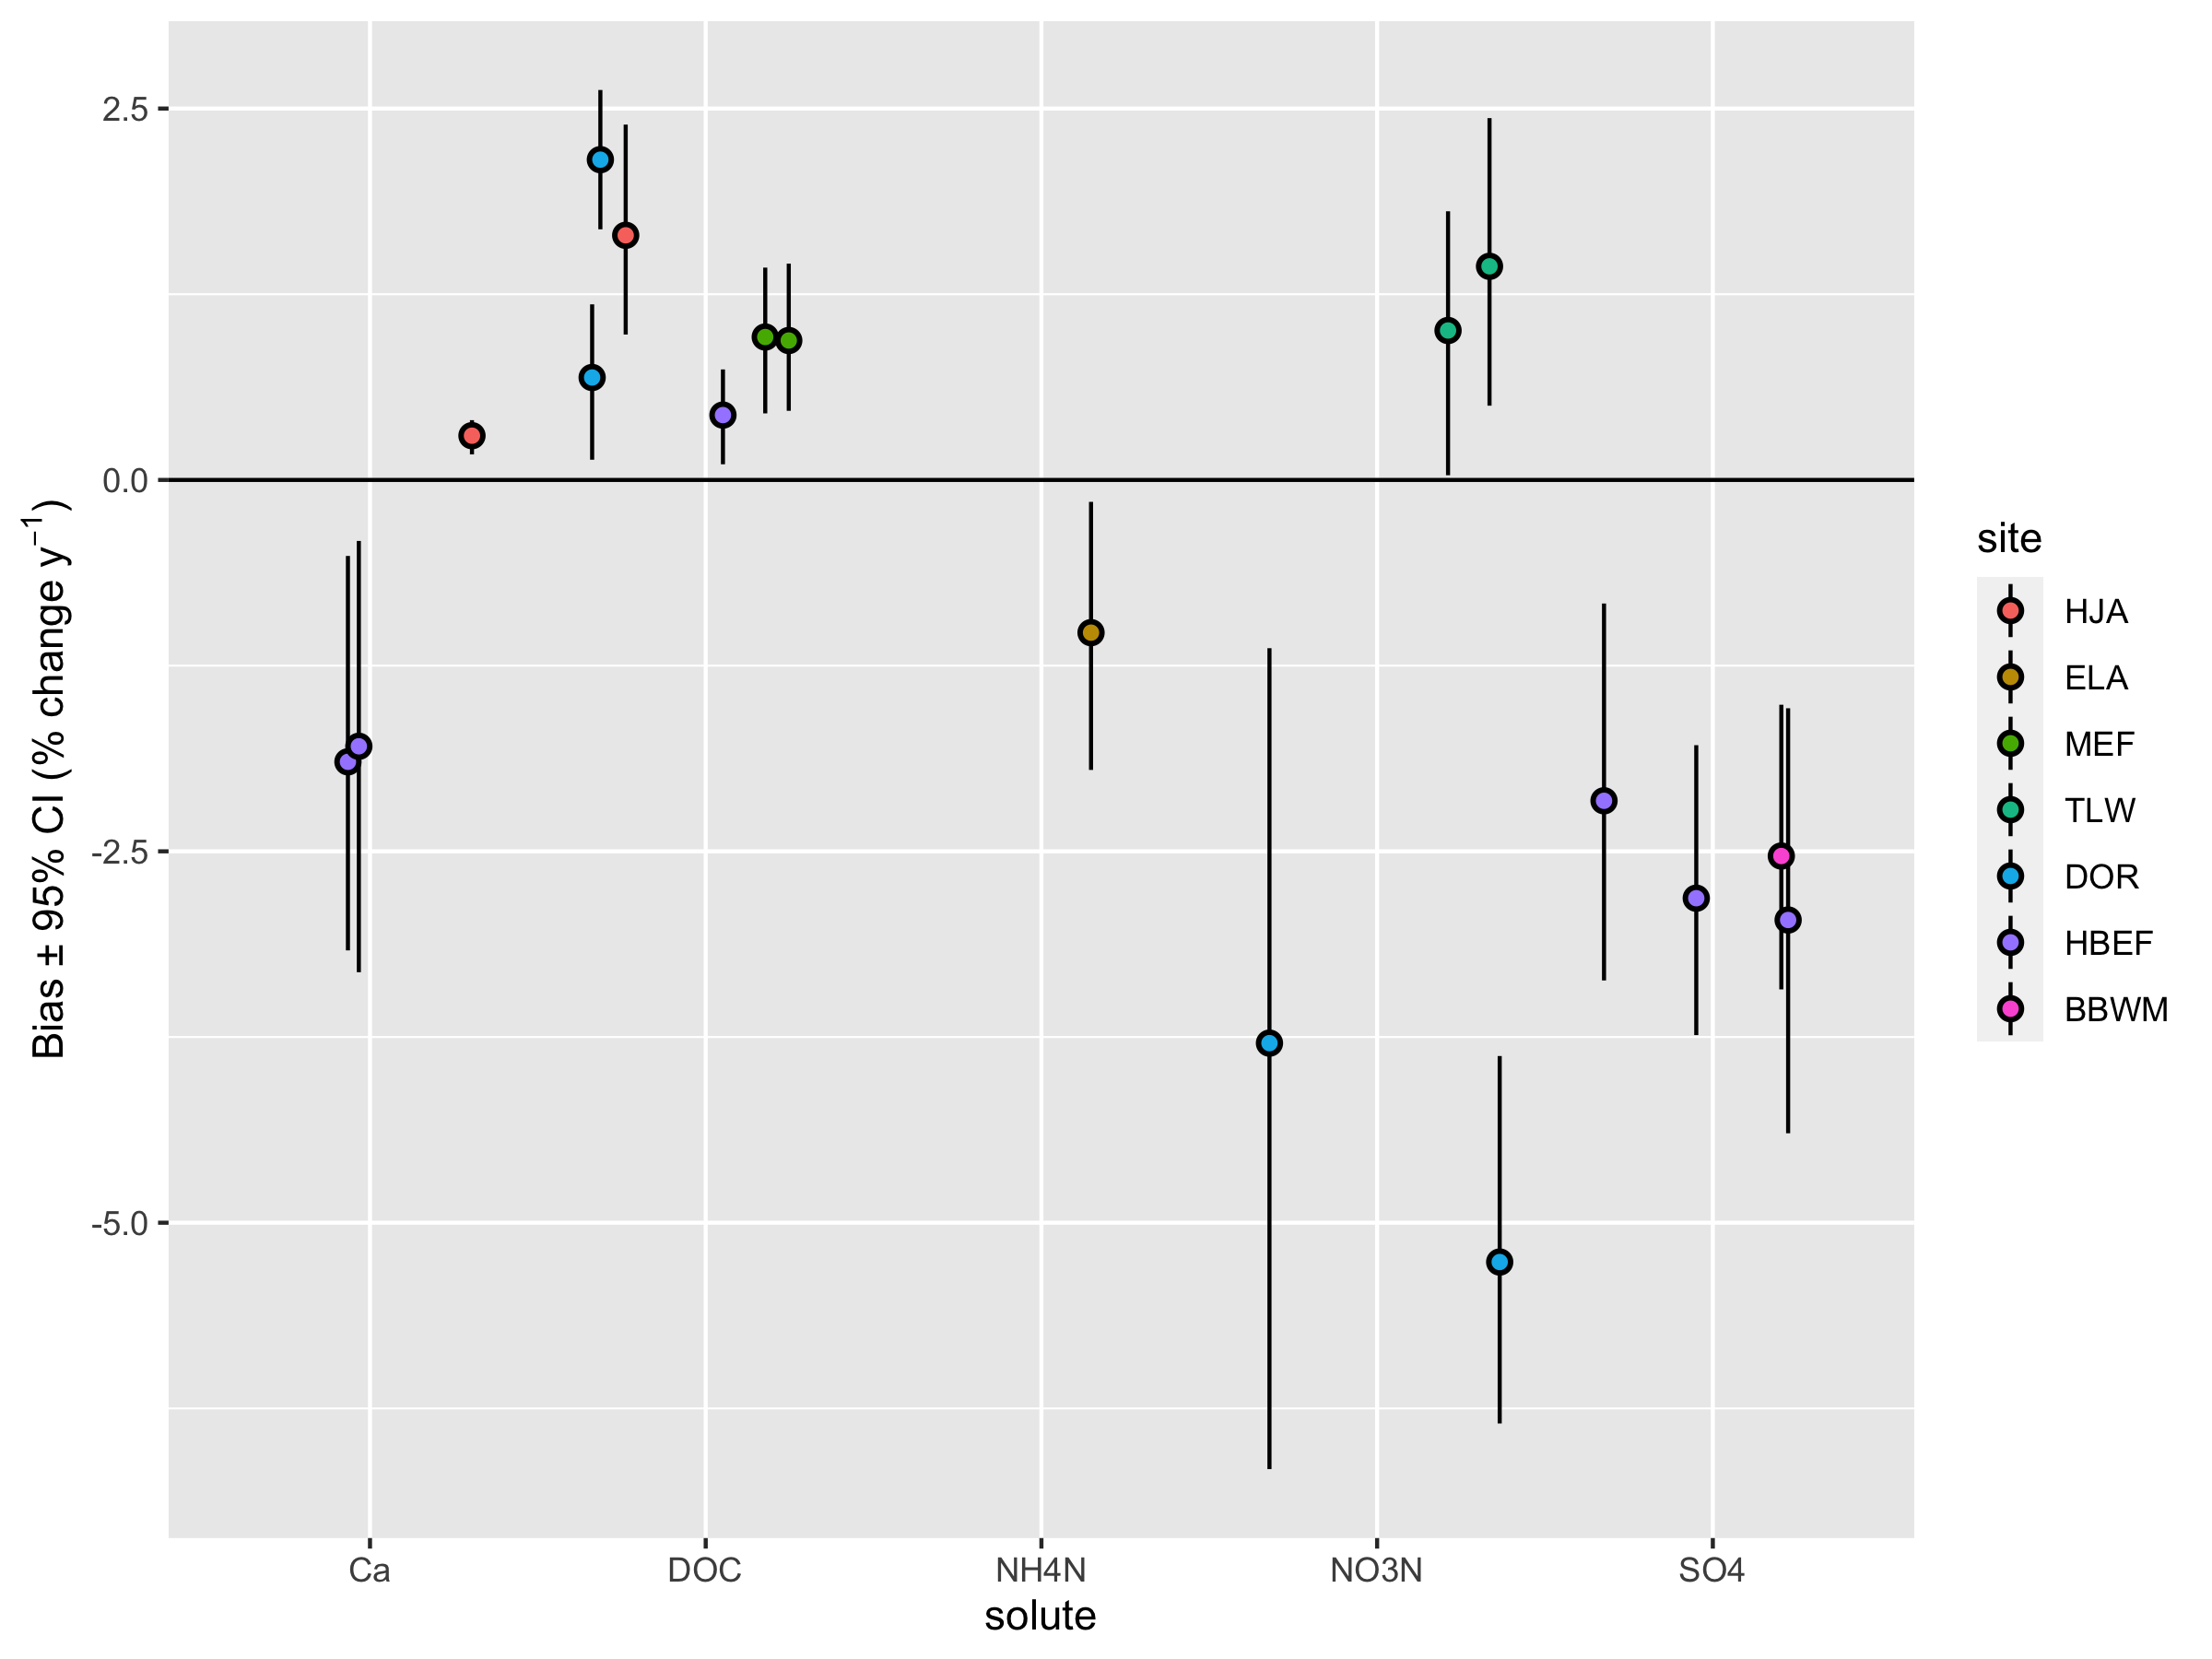 Bias ± 95% CI (% change y⁻¹)
2.5
0.0
-2.5
-5.0
Ca DOC NH4N NO3N SO4
solute
site
HJA
ELA
MEF
TLW
DOR
HBEF
BBWM